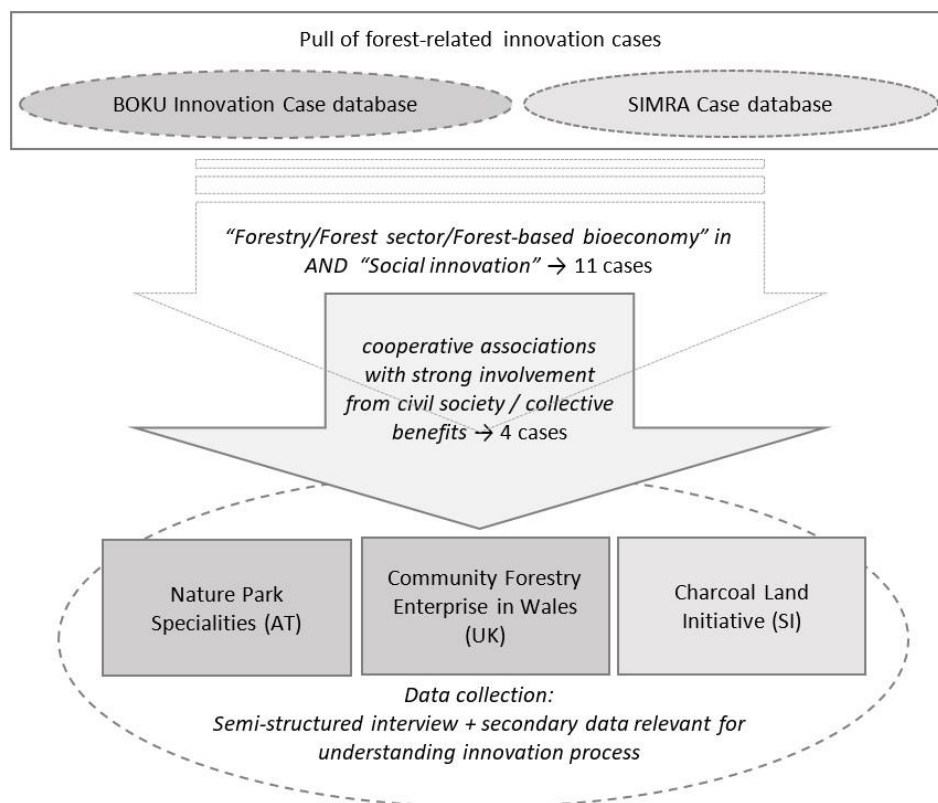 Pull of forest-related innovation cases
BOKU Innovation Case database
SIMRA Case database
“Forestry/Forest sector/Forest-based bioeconomy” in
AND “Social innovation” → 11 cases
cooperative associations
with strong involvement
from civil society / collective
benefits → 4 cases
Nature Park
Specialities (AT)
Community Forestry
Enterprise in Wales
(UK)
Charcoal Land
Initiative (SI)
Data collection:
Semi-structured interview + secondary data relevant for
understanding innovation process